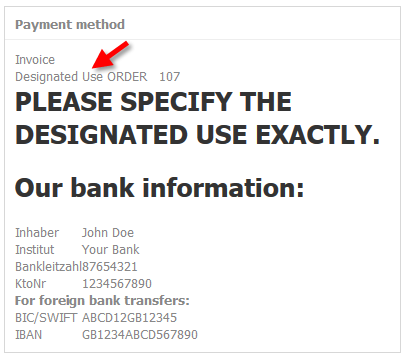 Payment method
Invoice
Designated Use ORDER 107
PLEASE SPECIFY THE
DESIGNATED USE EXACTLY.
Our bank information:
Inhaber John Doe
Institut Your Bank
Bankleitzahl87654321
KtoNr 1234567890
For foreign bank transfers:
BIC/SWIFT ABCD12GB12345
IBAN GB1234ABCD567890